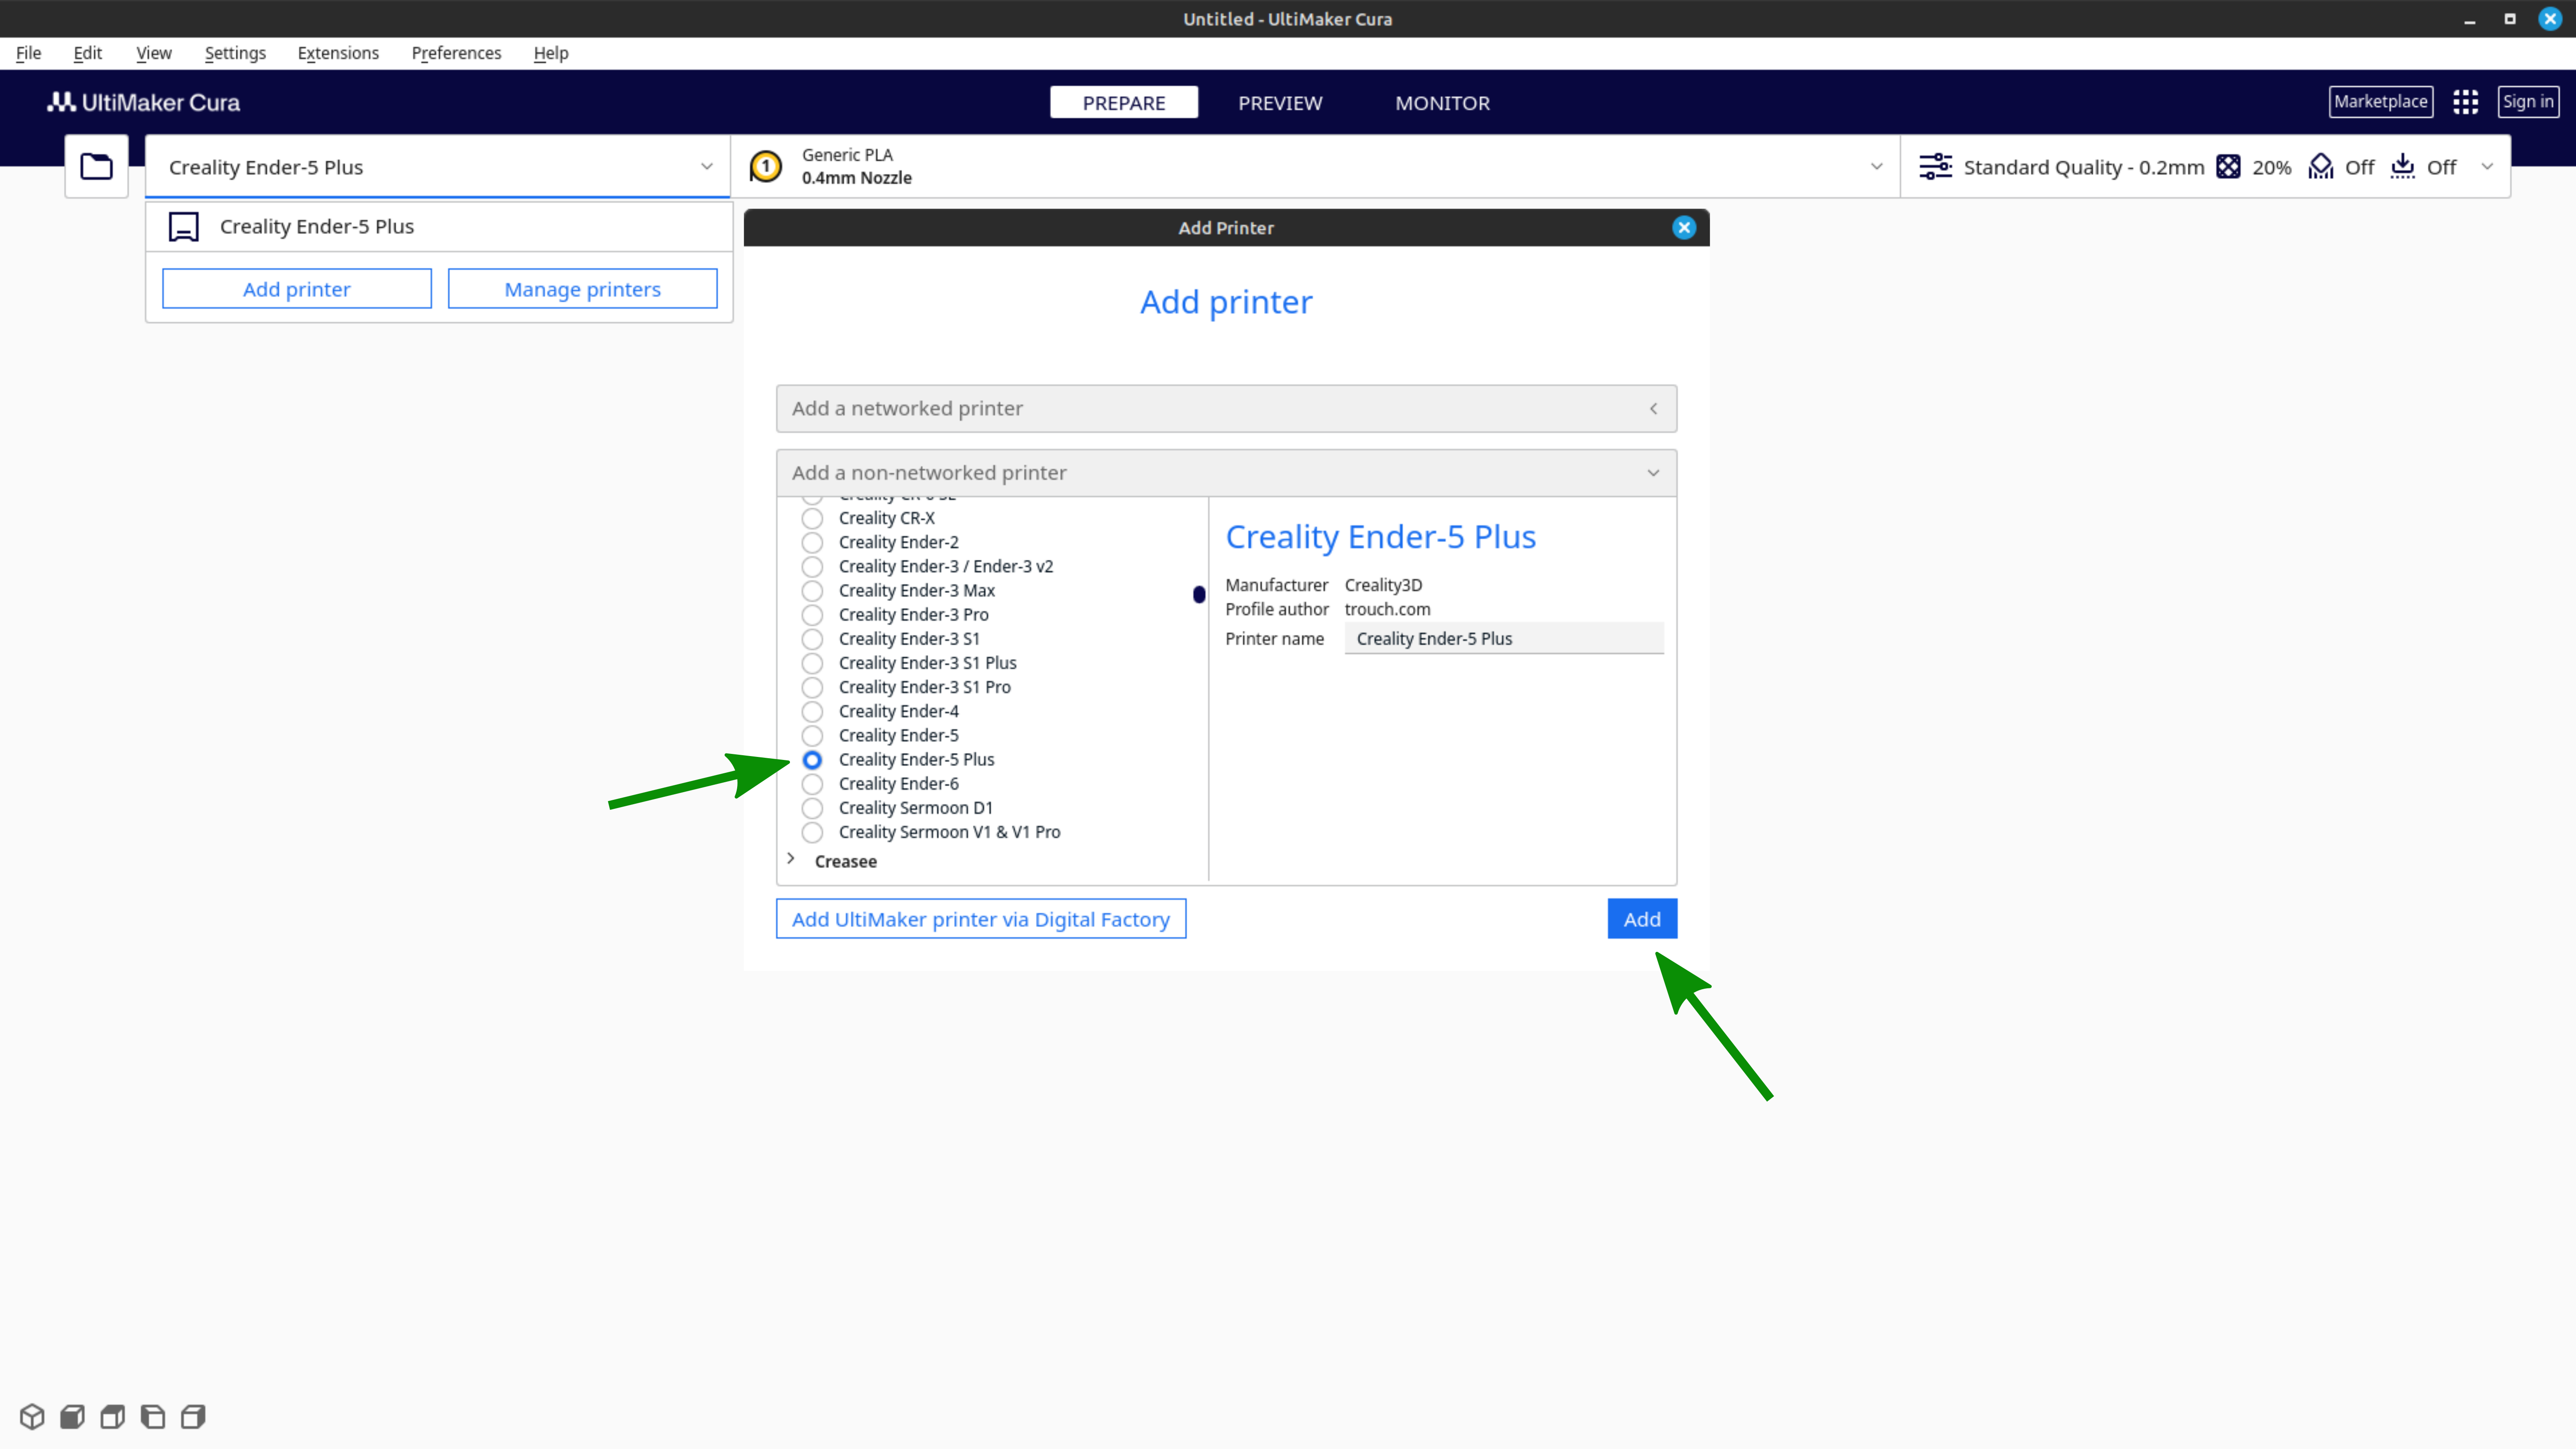 Untitled - UltiMaker Cura
File Edit View Settings Extensions Preferences Help
UltiMaker Cura
PREPARE PREVIEW MONITOR
Marketplace Sign in
Creality Ender-5 Plus
1
Generic PLA
0.4mm Nozzle
Standard Quality - 0.2mm 20% Off Off
Creality Ender-5 Plus
Add printer Manage printers
Add Printer
Add printer
Add a networked printer
Add a non-networked printer
Creality CR-X
Creality Ender-2
Creality Ender-3 / Ender-3 v2
Creality Ender-3 Max
Creality Ender-3 Pro
Creality Ender-3 S1
Creality Ender-3 S1 Plus
Creality Ender-3 S1 Pro
Creality Ender-4
Creality Ender-5
Creality Ender-5 Plus
Creality Ender-6
Creality Sermoon D1
Creality Sermoon V1 & V1 Pro
Creasee
Creality Ender-5 Plus
Manufacturer Creality3D
Profile author trouch.com
Printer name Creality Ender-5 Plus
Add UltiMaker printer via Digital Factory
Add